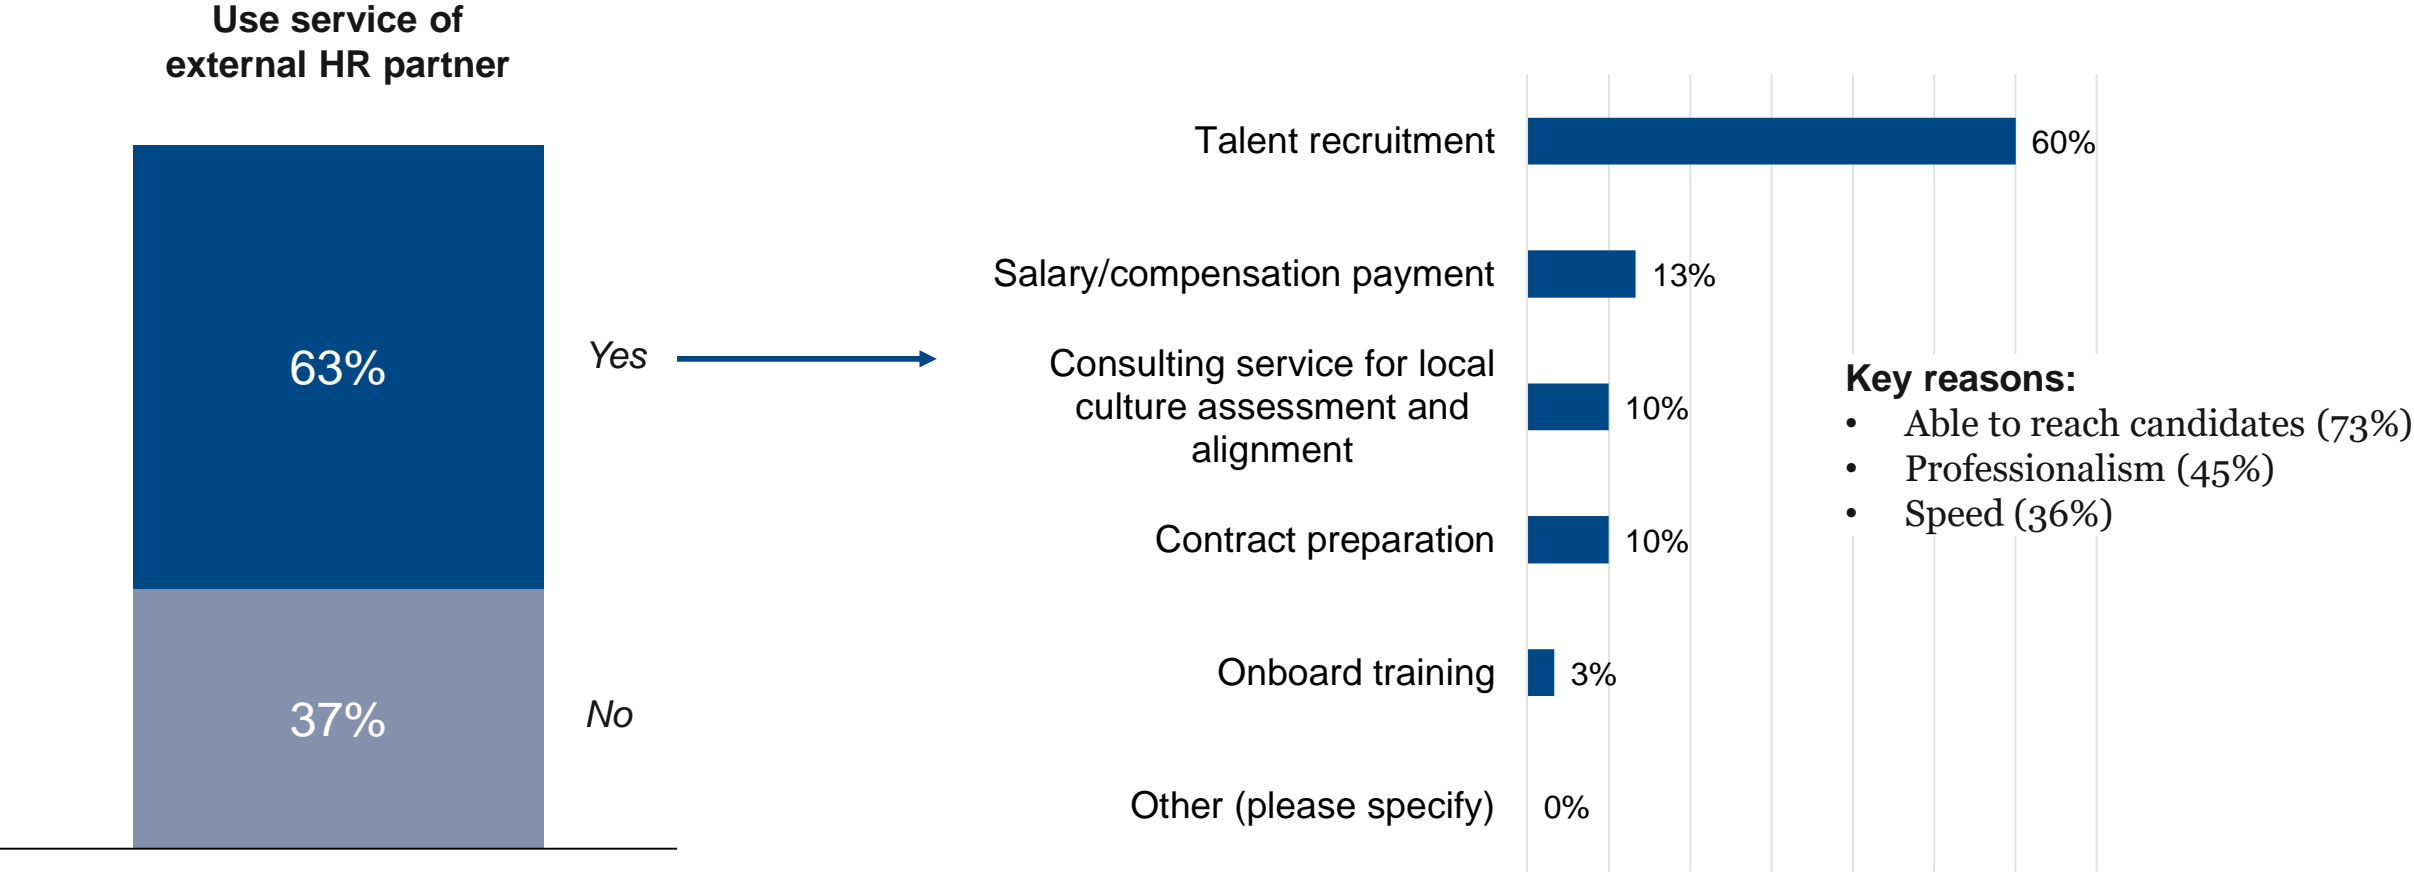 Use service of
external HR partner
63%
37%
Yes
No
Talent recruitment
60%
Salary/compensation payment
13%
Consulting service for local
culture assessment and
alignment
10%
Contract preparation
10%
Onboard training
3%
Other (please specify)
0%
Key reasons:
• Able to reach candidates (73%)
• Professionalism (45%)
• Speed (36%)